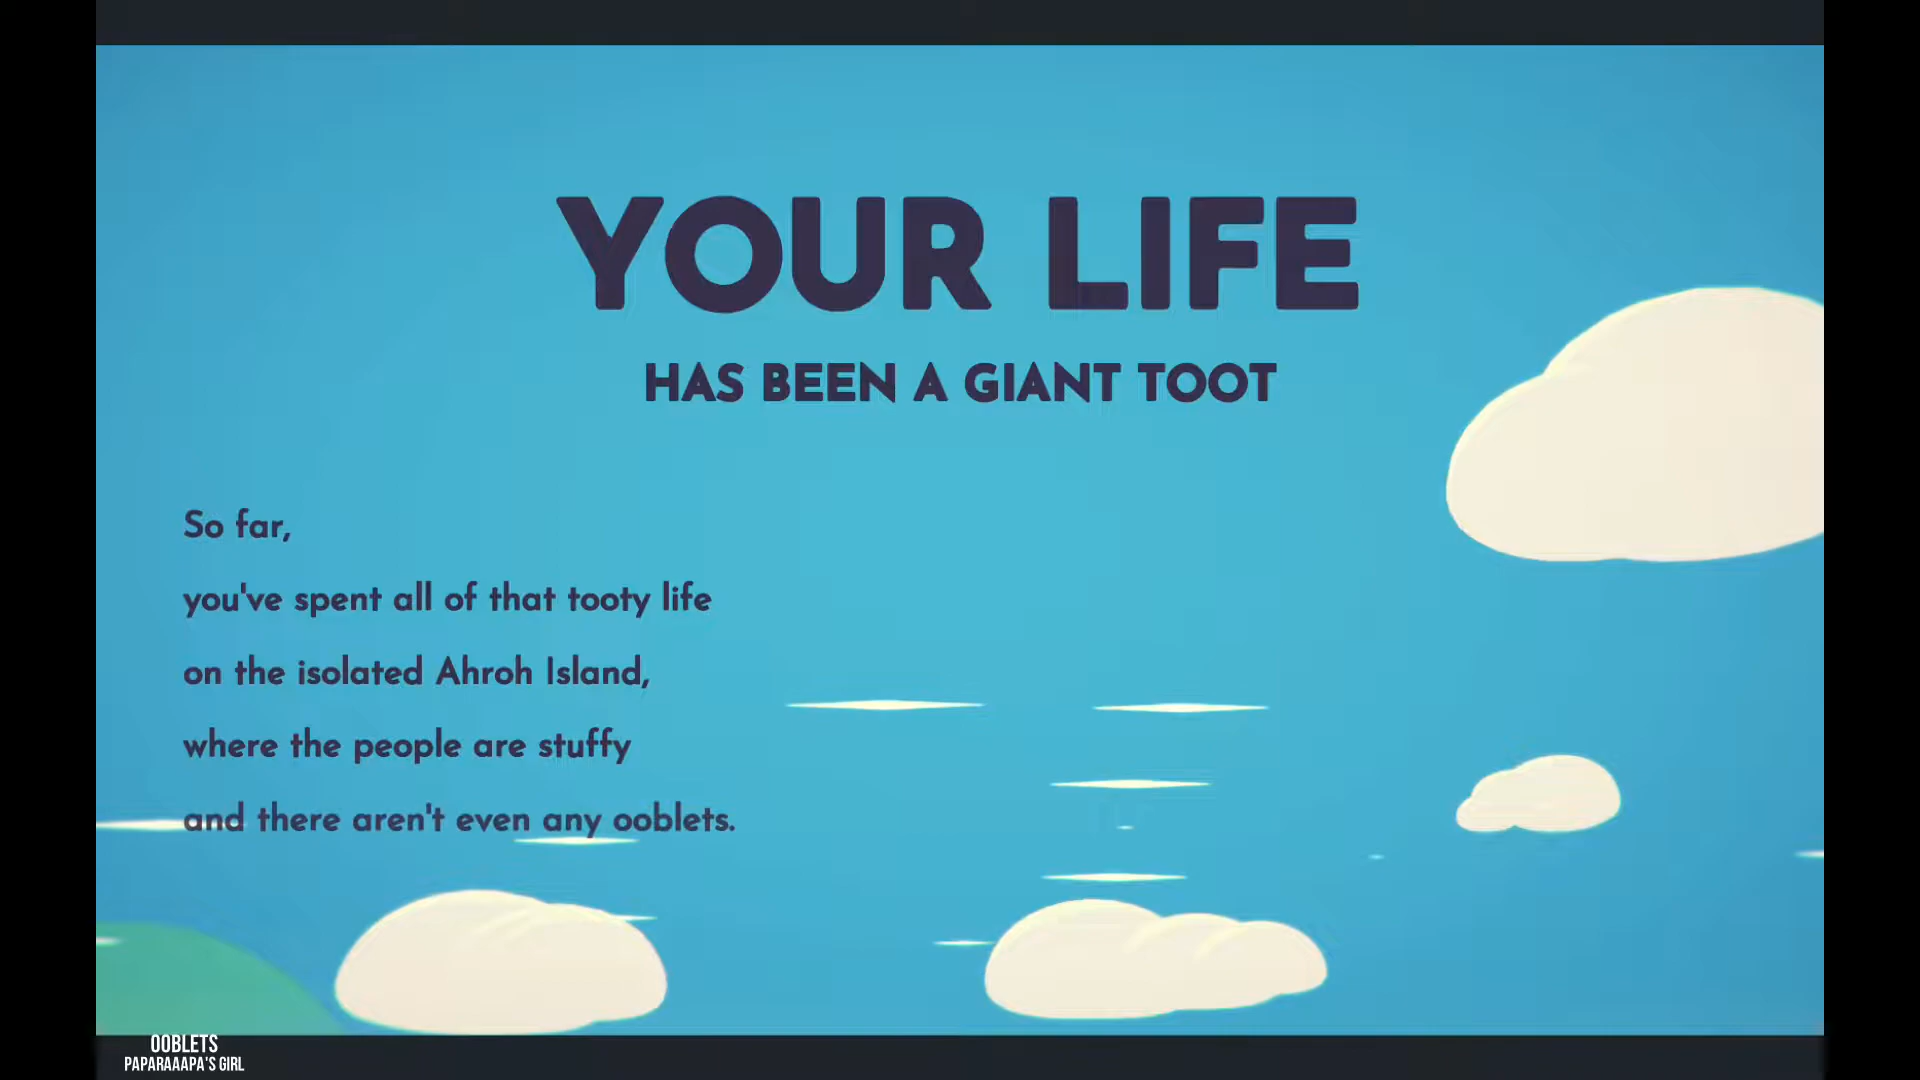 YOUR LIFE
HAS BEEN A GIANT TOOT
So far,
you've spent all of that tooty life
on the isolated Ahroh Island,
where the people are stuffy
and there aren't even any ooblets.
OOBLETS
PAPARAAAPA'S GIRL